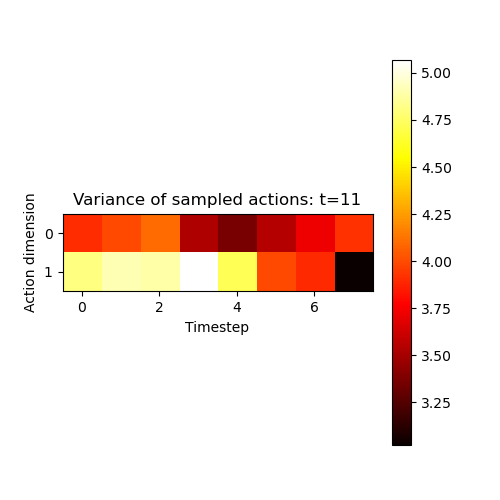 Variance of sampled actions: t=11
Action dimension
0
1
0 2 4 6
Timestep
5.00
4.75
4.50
4.25
4.00
3.75
3.50
3.25